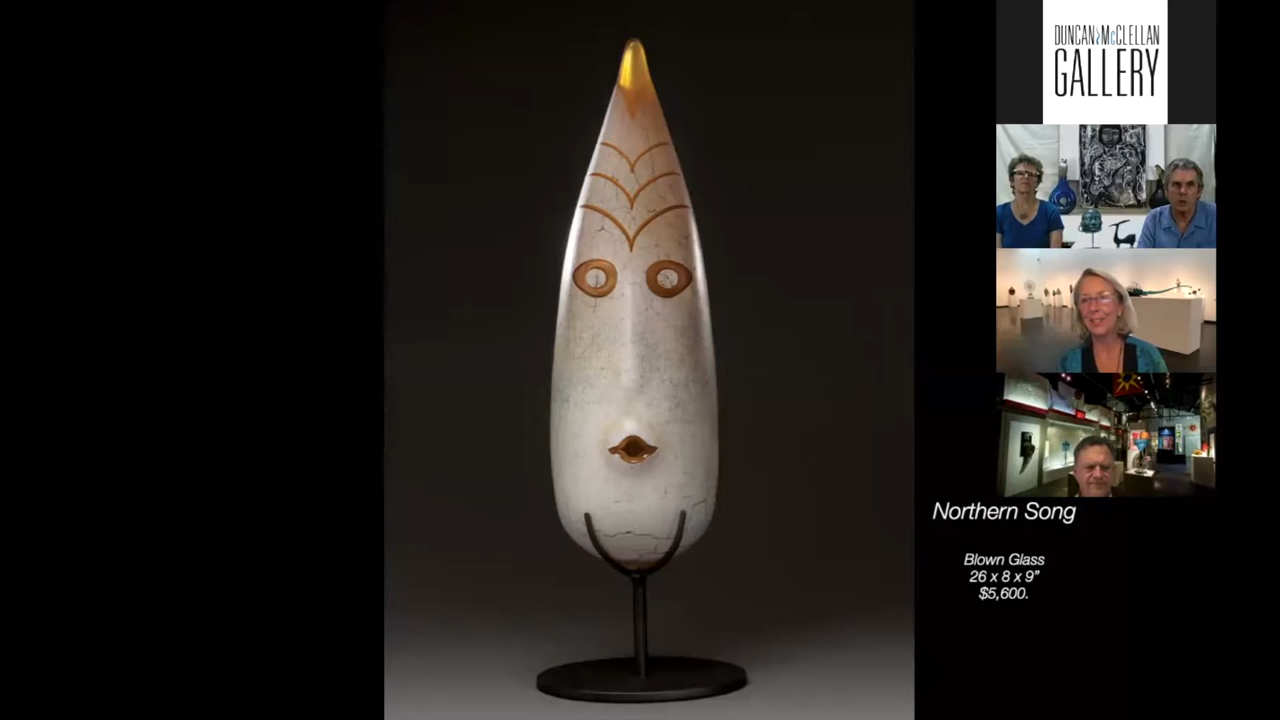 DUNCAN McCLELLAN
GALLERY
Northern Song
Blown Glass
26 x 8 x 9"
$5,600.